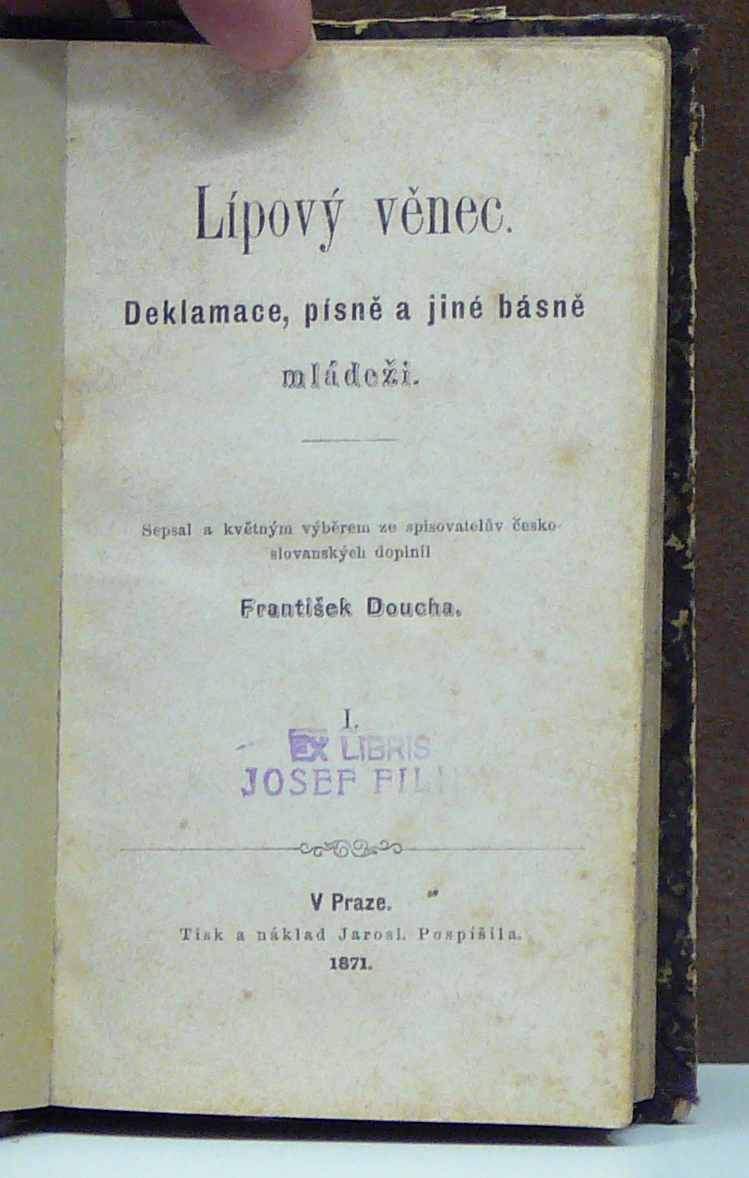 Lípový věnec.
Deklamace, písně a jiné básně
mládeži.
Sepsal a květným výběrem ze spisovatelův česko-
slovanských doplnil
František Doucha.
I.
EX LIBRIS
JOSEF
V Praze.
Tisk a náklad Jarosl. Pospíšila.
1871.